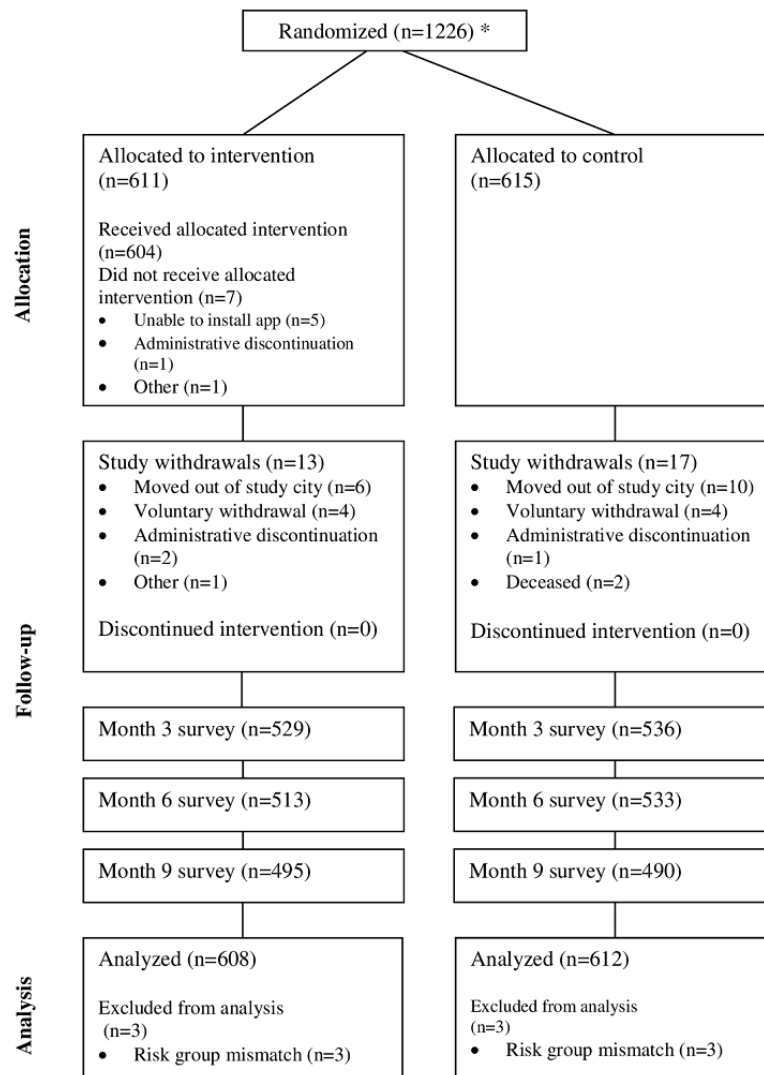 Randomized (n=1226) *
Allocation
Allocated to intervention
(n=611)
Received allocated intervention
(n=604)
Did not receive allocated
intervention (n=7)
• Unable to install app (n=5)
• Administrative discontinuation
(n=1)
• Other (n=1)
Allocated to control
(n=615)
Follow-up
Study withdrawals (n=13)
• Moved out of study city (n=6)
• Voluntary withdrawal (n=4)
• Administrative discontinuation
(n=2)
• Other (n=1)
Discontinued intervention (n=0)
Study withdrawals (n=17)
• Moved out of study city (n=10)
• Voluntary withdrawal (n=4)
• Administrative discontinuation
(n=1)
• Deceased (n=2)
Discontinued intervention (n=0)
Month 3 survey (n=529)
Month 3 survey (n=536)
Month 6 survey (n=513)
Month 6 survey (n=533)
Month 9 survey (n=495)
Month 9 survey (n=490)
Analysis
Analyzed (n=608)
Excluded from analysis
(n=3)
• Risk group mismatch (n=3)
Analyzed (n=612)
Excluded from analysis
(n=3)
• Risk group mismatch (n=3)